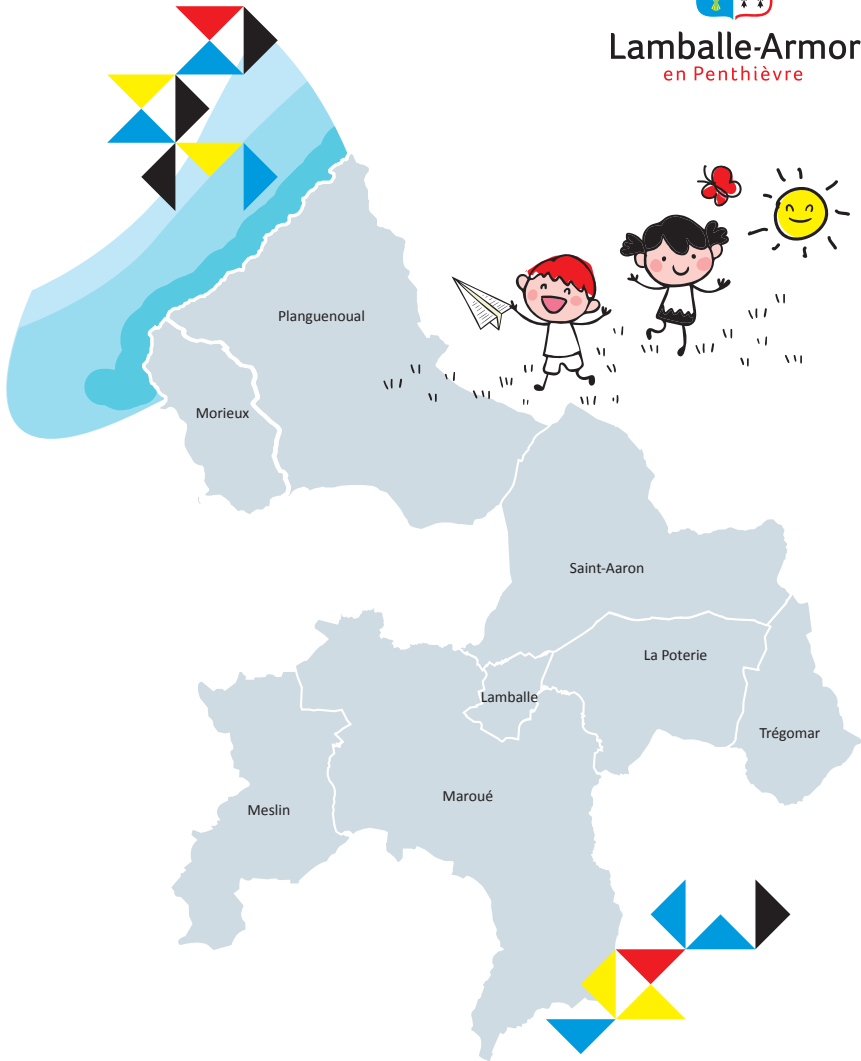 Lamballe-Armor
en Penthièvre
Planguenoual
Morieux
Saint-Aaron
La Poterie
Lamballe
Trégomar
Maroué
Meslin